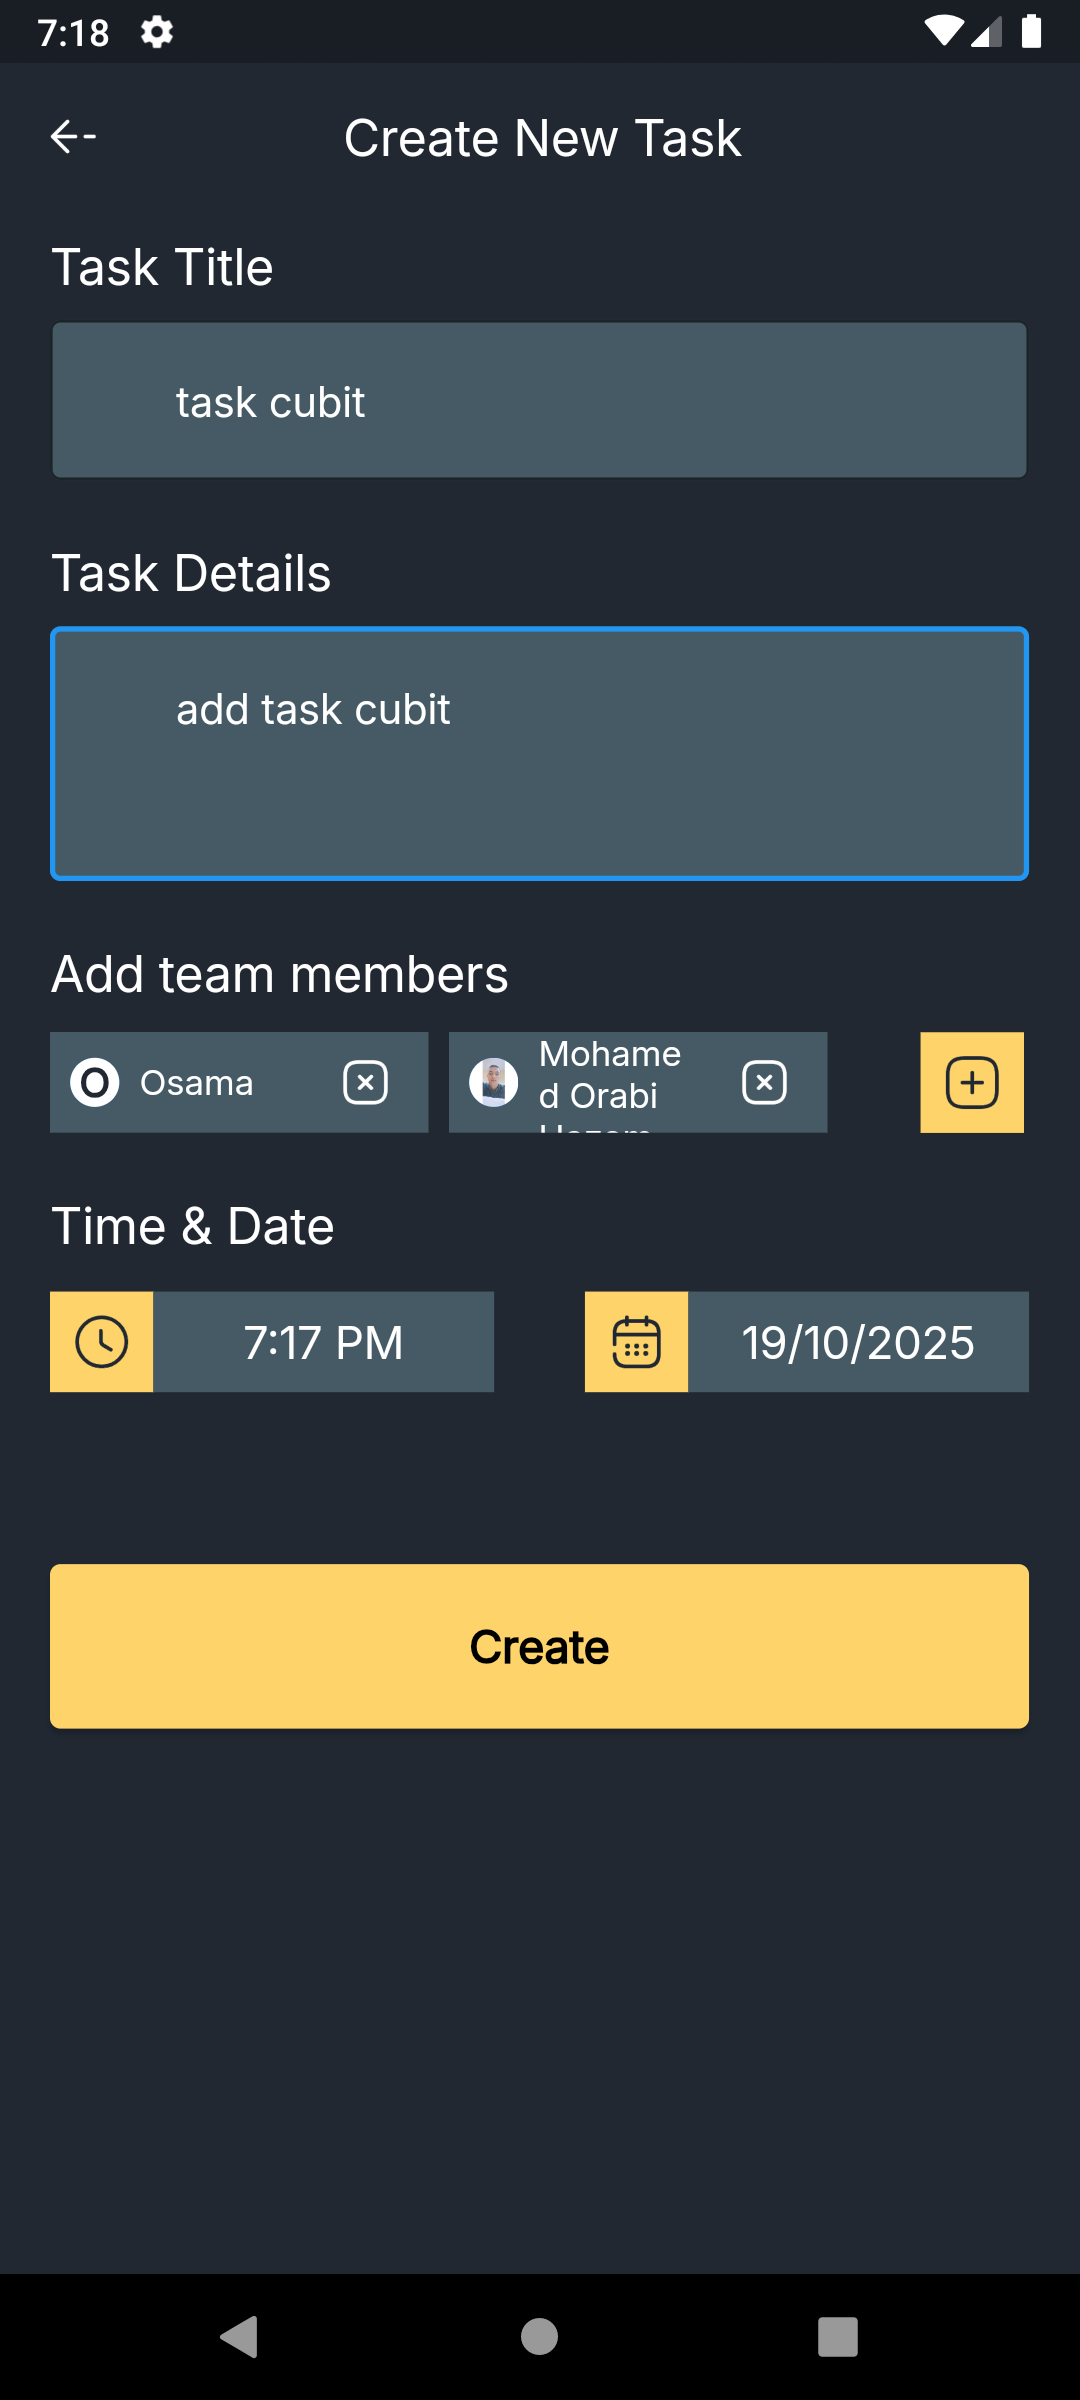 7:18
Create New Task
Task Title
task cubit
Task Details
add task cubit
Add team members
O Osama
Mohame
d Orabi
Time & Date
7:17 PM
19/10/2025
Create